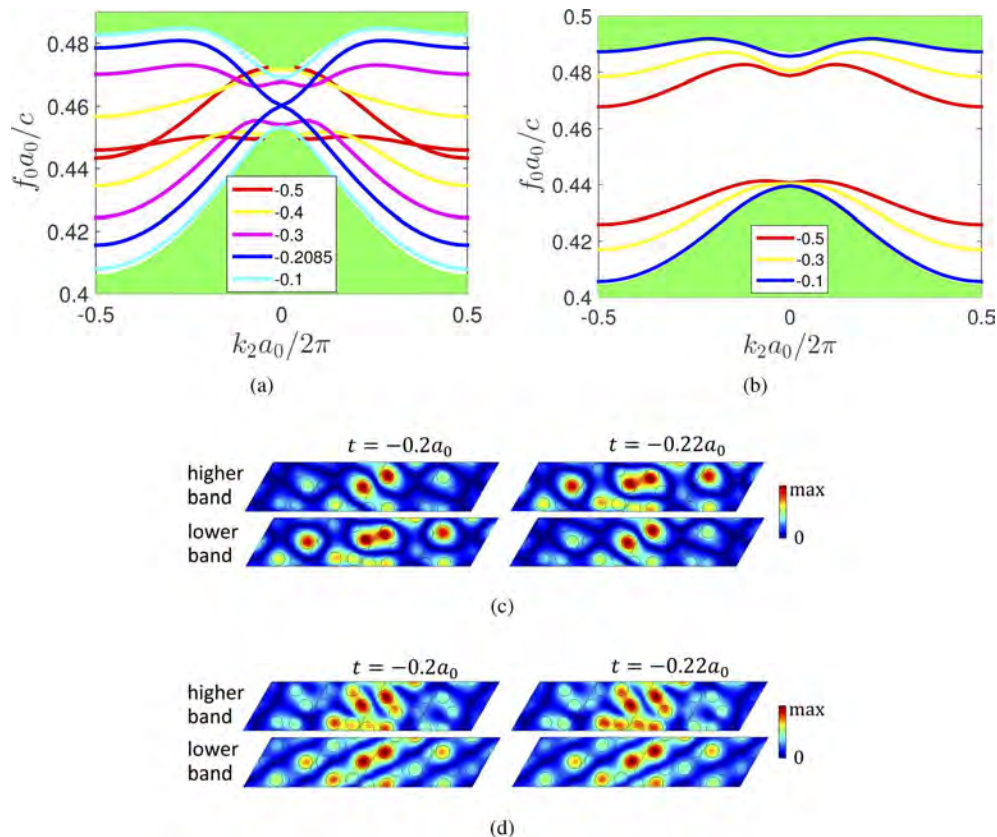 0.48
0.46
0.44
0.42
0.4
f₀a₀/c
-0.5
-0.4
-0.3
-0.2085
-0.1
-0.5 0 0.5
k₂a₀/2π
(a)
0.5
0.48
0.46
0.44
0.42
0.4
f₀a₀/c
-0.5
-0.3
-0.1
-0.5 0 0.5
k₂a₀/2π
(b)
t = −0.2a₀ t = −0.22a₀
higher
band
lower
band
max
0
(c)
t = −0.2a₀ t = −0.22a₀
higher
band
lower
band
max
0
(d)